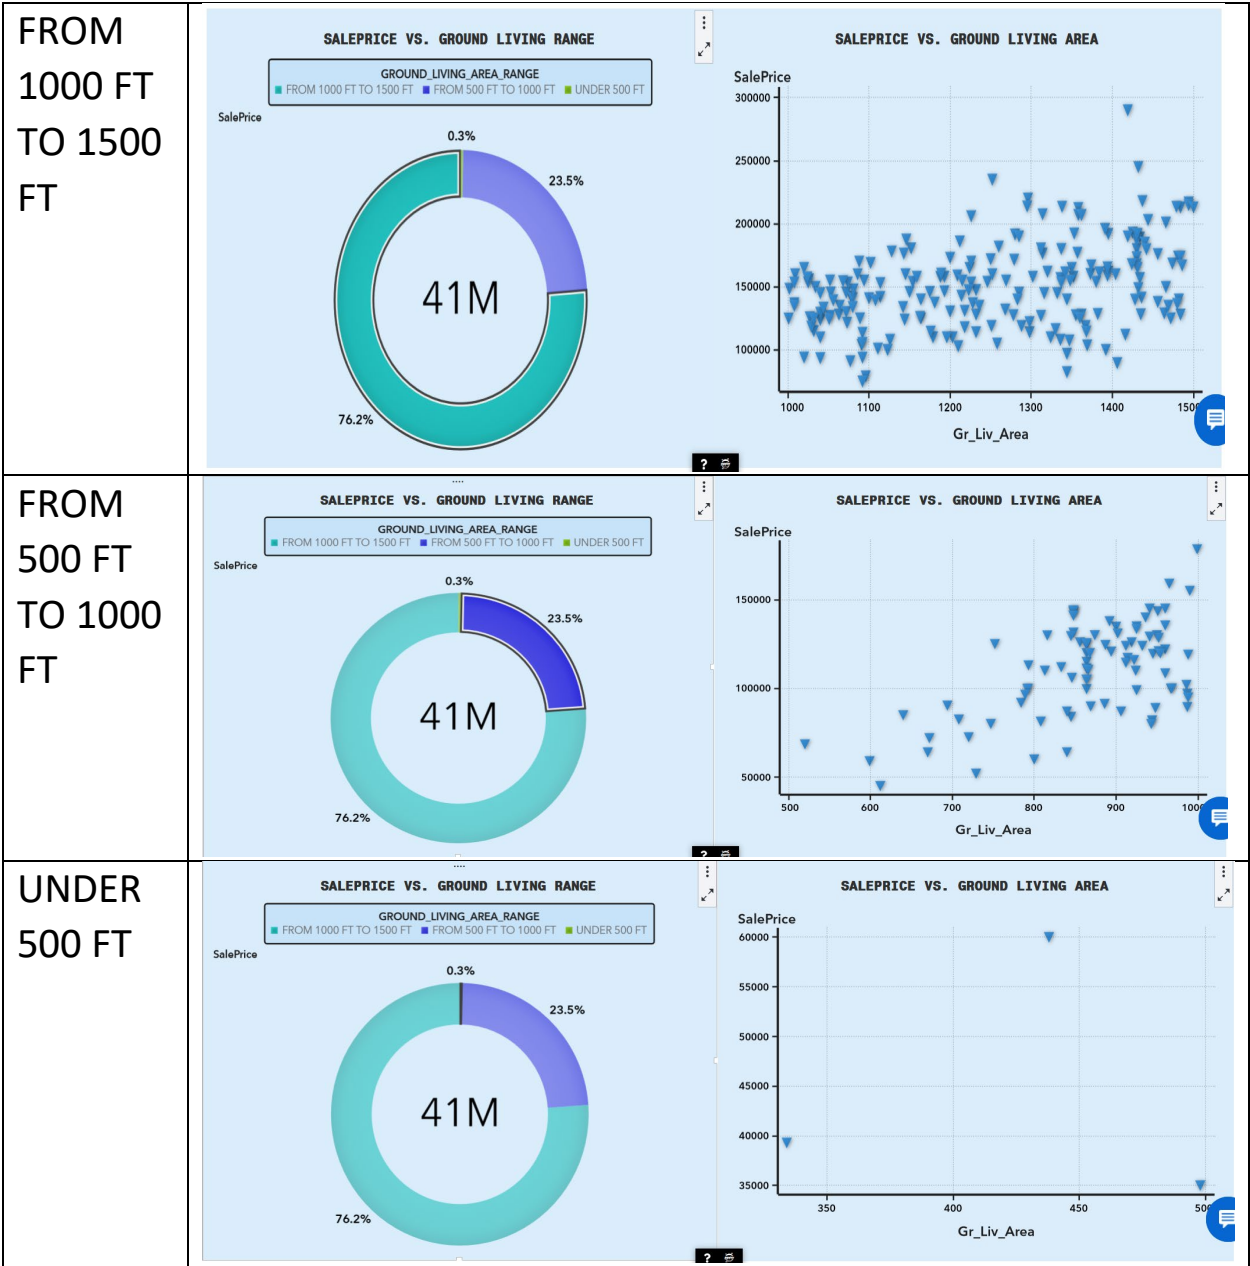 FROM
1000 FT
TO 1500
FT
SALEPRICE VS. GROUND LIVING RANGE
GROUND_LIVING_AREA_RANGE
FROM 1000 FT TO 1500 FT FROM 500 FT TO 1000 FT UNDER 500 FT
SalePrice
0.3%
23.5%
41M
76.2%
SALEPRICE VS. GROUND LIVING AREA
SalePrice
300000
250000
200000
150000
100000
1000 1100 1200 1300 1400 1500
Gr_Liv_Area
?
FROM
500 FT
TO 1000
FT
SALEPRICE VS. GROUND LIVING RANGE
GROUND_LIVING_AREA_RANGE
FROM 1000 FT TO 1500 FT FROM 500 FT TO 1000 FT UNDER 500 FT
SalePrice
0.3%
23.5%
41M
76.2%
SALEPRICE VS. GROUND LIVING AREA
SalePrice
150000
100000
50000
500 600 700 800 900 1000
Gr_Liv_Area
?
UNDER
500 FT
SALEPRICE VS. GROUND LIVING RANGE
GROUND_LIVING_AREA_RANGE
FROM 1000 FT TO 1500 FT FROM 500 FT TO 1000 FT UNDER 500 FT
SalePrice
0.3%
23.5%
41M
76.2%
SALEPRICE VS. GROUND LIVING AREA
SalePrice
60000
55000
50000
45000
40000
35000
350 400 450 500
Gr_Liv_Area
?